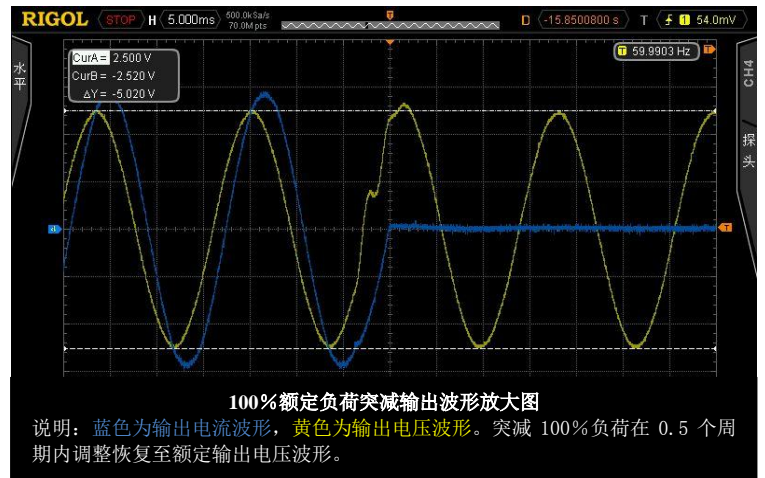 RIGOL STOP H 5.000ms 500.0kSa/s 70.0Mpts D -15.8500800 s T 1 54.0mV
水平
CurA= 2.500 V
CurB= -2.520 V
△Y= -5.020 V
T 59.9903 Hz T
CH4
探头
T
100%额定负荷突减输出波形放大图
说明：蓝色为输出电流波形，黄色为输出电压波形。突减 100%负荷在 0.5 个周
期内调整恢复至额定输出电压波形。